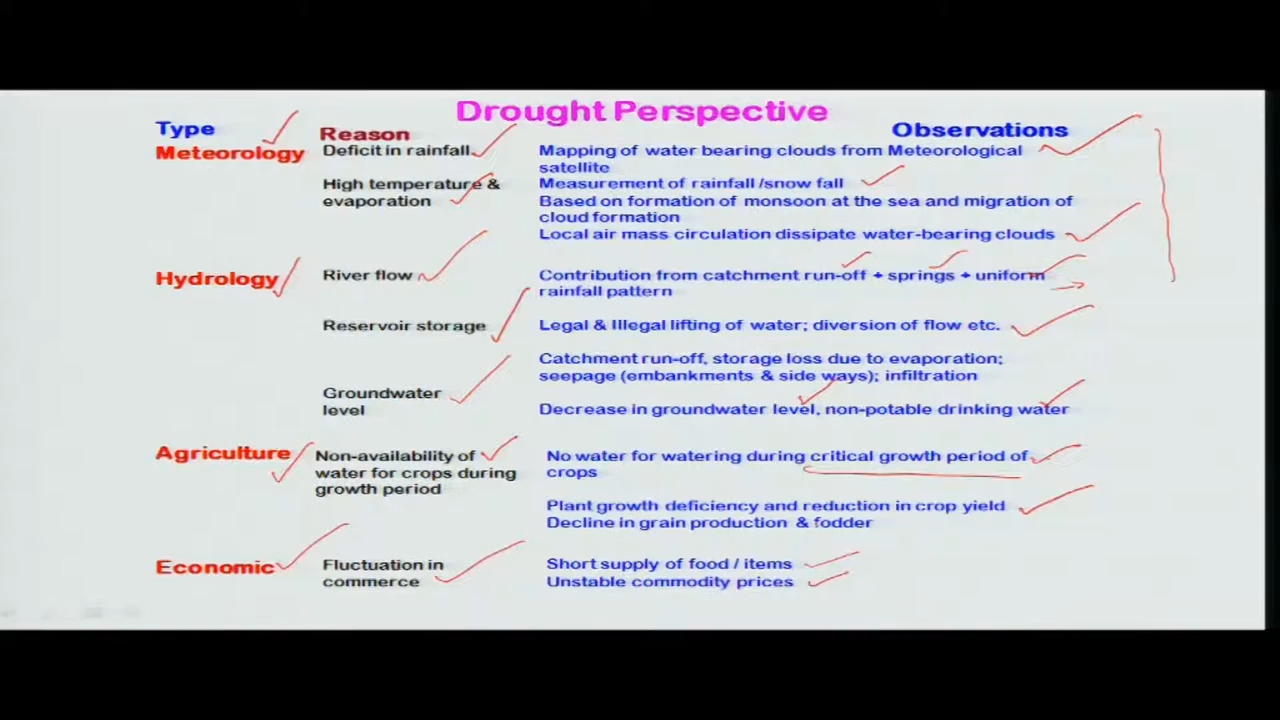 Drought Perspective
Type
Reason
Observations
Meteorology
Deficit in rainfall
Mapping of water bearing clouds from Meteorological
satellite
High temperature &
evaporation
Measurement of rainfall /snow fall
Based on formation of monsoon at the sea and migration of
cloud formation
Local air mass circulation dissipate water-bearing clouds
Hydrology
River flow
Contribution from catchment run-off + springs + uniform
rainfall pattern
Reservoir storage
Legal & Illegal lifting of water; diversion of flow etc.
Catchment run-off, storage loss due to evaporation;
seepage (embankments & side ways); infiltration
Groundwater
level
Decrease in groundwater level, non-potable drinking water
Agriculture
Non-availability of
water for crops during
growth period
No water for watering during critical growth period of
crops
Plant growth deficiency and reduction in crop yield
Decline in grain production & fodder
Economic
Fluctuation in
commerce
Short supply of food / items
Unstable commodity prices